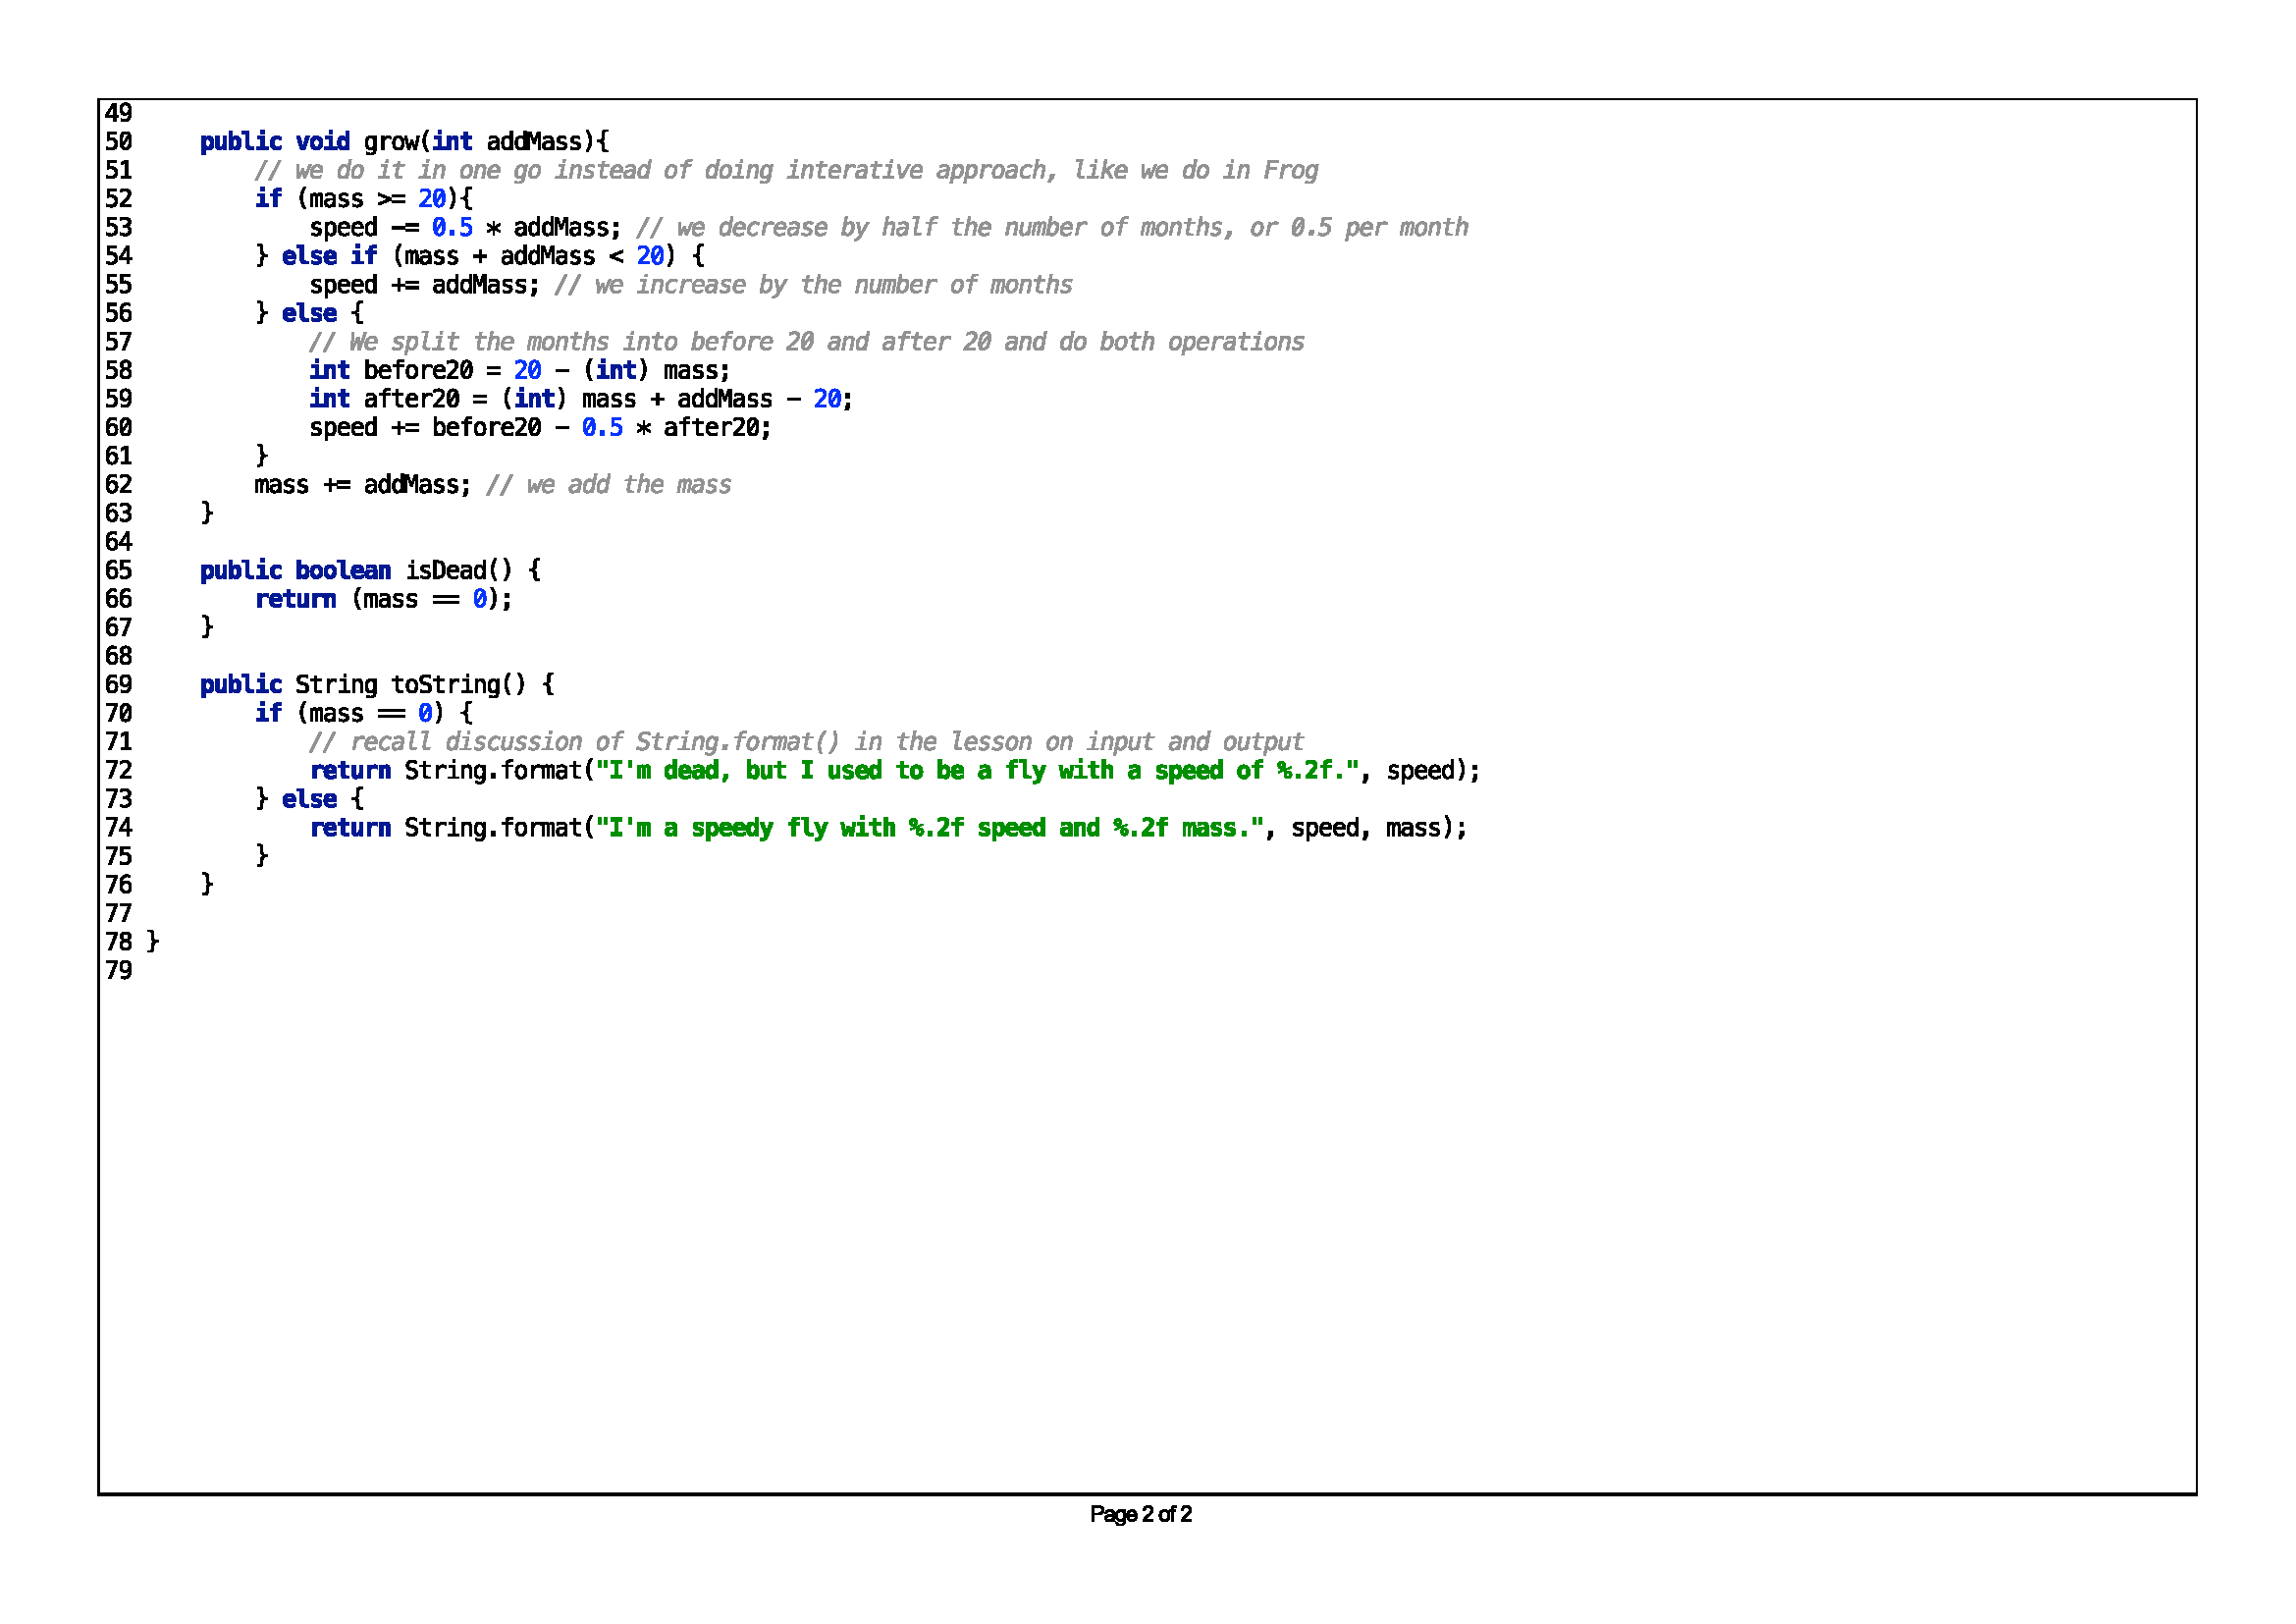 49
50     public void grow(int addMass){
51         // we do it in one go instead of doing interative approach, like we do in Frog
52         if (mass >= 20){
53             speed -= 0.5 * addMass; // we decrease by half the number of months, or 0.5 per month
54         } else if (mass + addMass < 20) {
55             speed += addMass; // we increase by the number of months
56         } else {
57             // We split the months into before 20 and after 20 and do both operations
58             int before20 = 20 - (int) mass;
59             int after20 = (int) mass + addMass - 20;
60             speed += before20 - 0.5 * after20;
61         }
62         mass += addMass; // we add the mass
63     }
64
65     public boolean isDead() {
66         return (mass == 0);
67     }
68
69     public String toString() {
70         if (mass == 0) {
71             // recall discussion of String.format() in the lesson on input and output
72             return String.format("I'm dead, but I used to be a fly with a speed of %.2f.", speed);
73         } else {
74             return String.format("I'm a speedy fly with %.2f speed and %.2f mass.", speed, mass);
75         }
76     }
77
78 }
79
Page 2 of 2